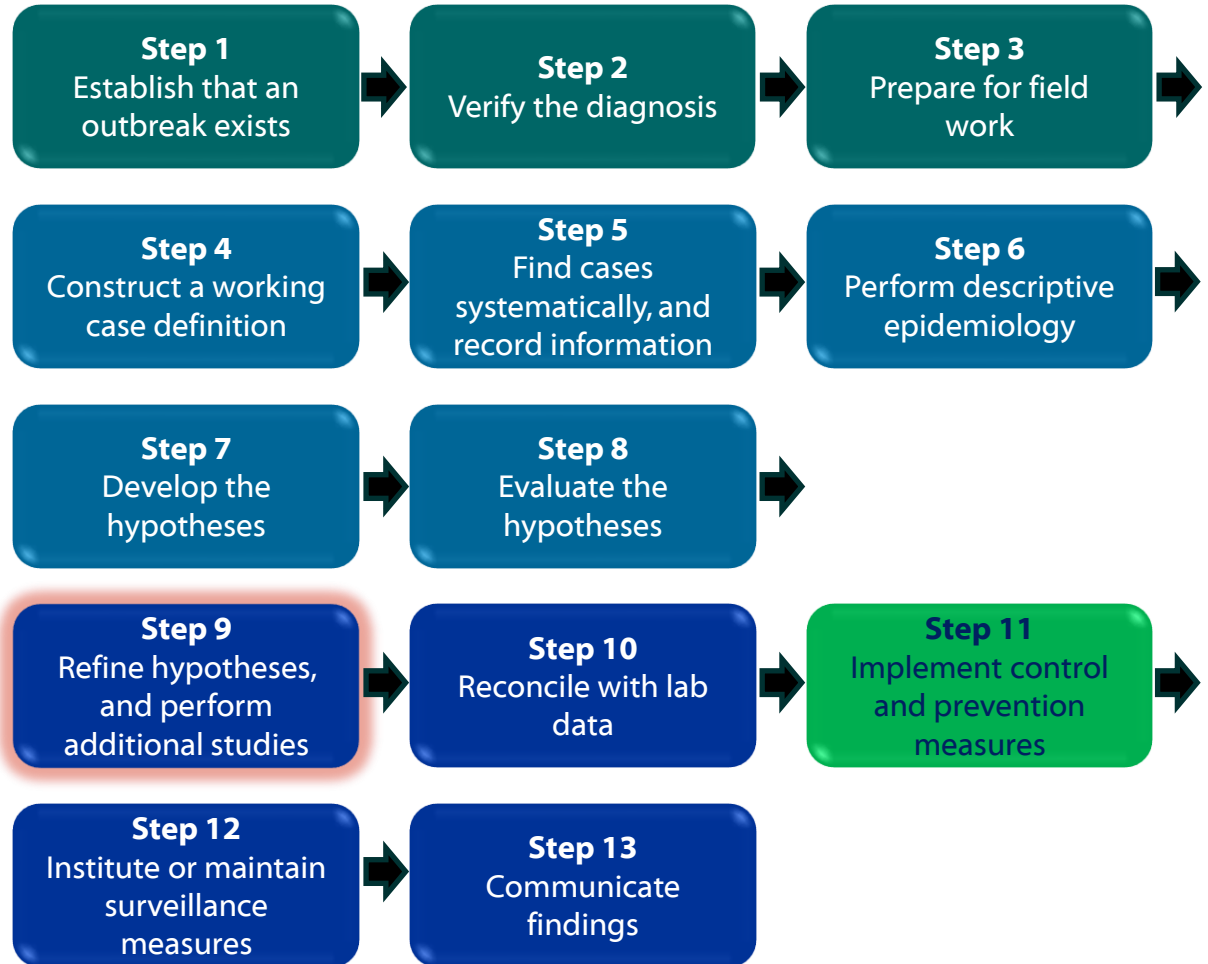 Step 1
Establish that an
outbreak exists
Step 2
Verify the diagnosis
Step 3
Prepare for field
work
Step 4
Construct a working
case definition
Step 5
Find cases
systematically, and
record information
Step 6
Perform descriptive
epidemiology
Step 7
Develop the
hypotheses
Step 8
Evaluate the
hypotheses
Step 9
Refine hypotheses,
and perform
additional studies
Step 10
Reconcile with lab
data
Step 11
Implement control
and prevention
measures
Step 12
Institute or maintain
surveillance
measures
Step 13
Communicate
findings